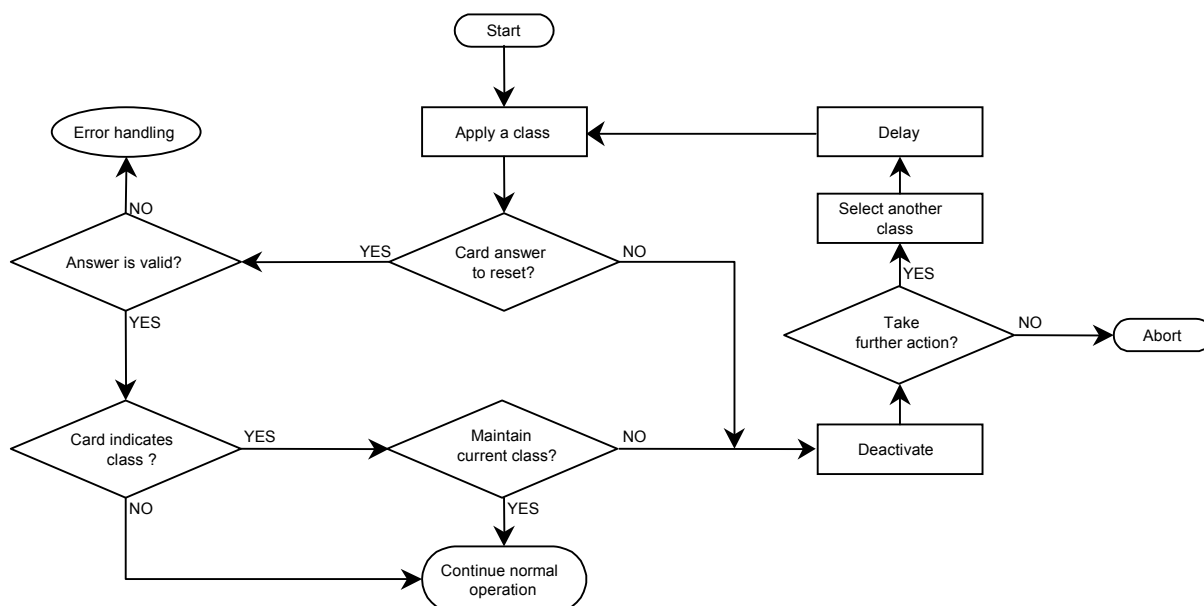 Start
Error handling
Apply a class
Delay
NO
Select another
class
Answer is valid?
YES
Card answer
to reset?
NO
YES
YES
Take
further action?
NO
Abort
Card indicates
class ?
YES
Maintain
current class?
NO
Deactivate
NO
YES
Continue normal
operation